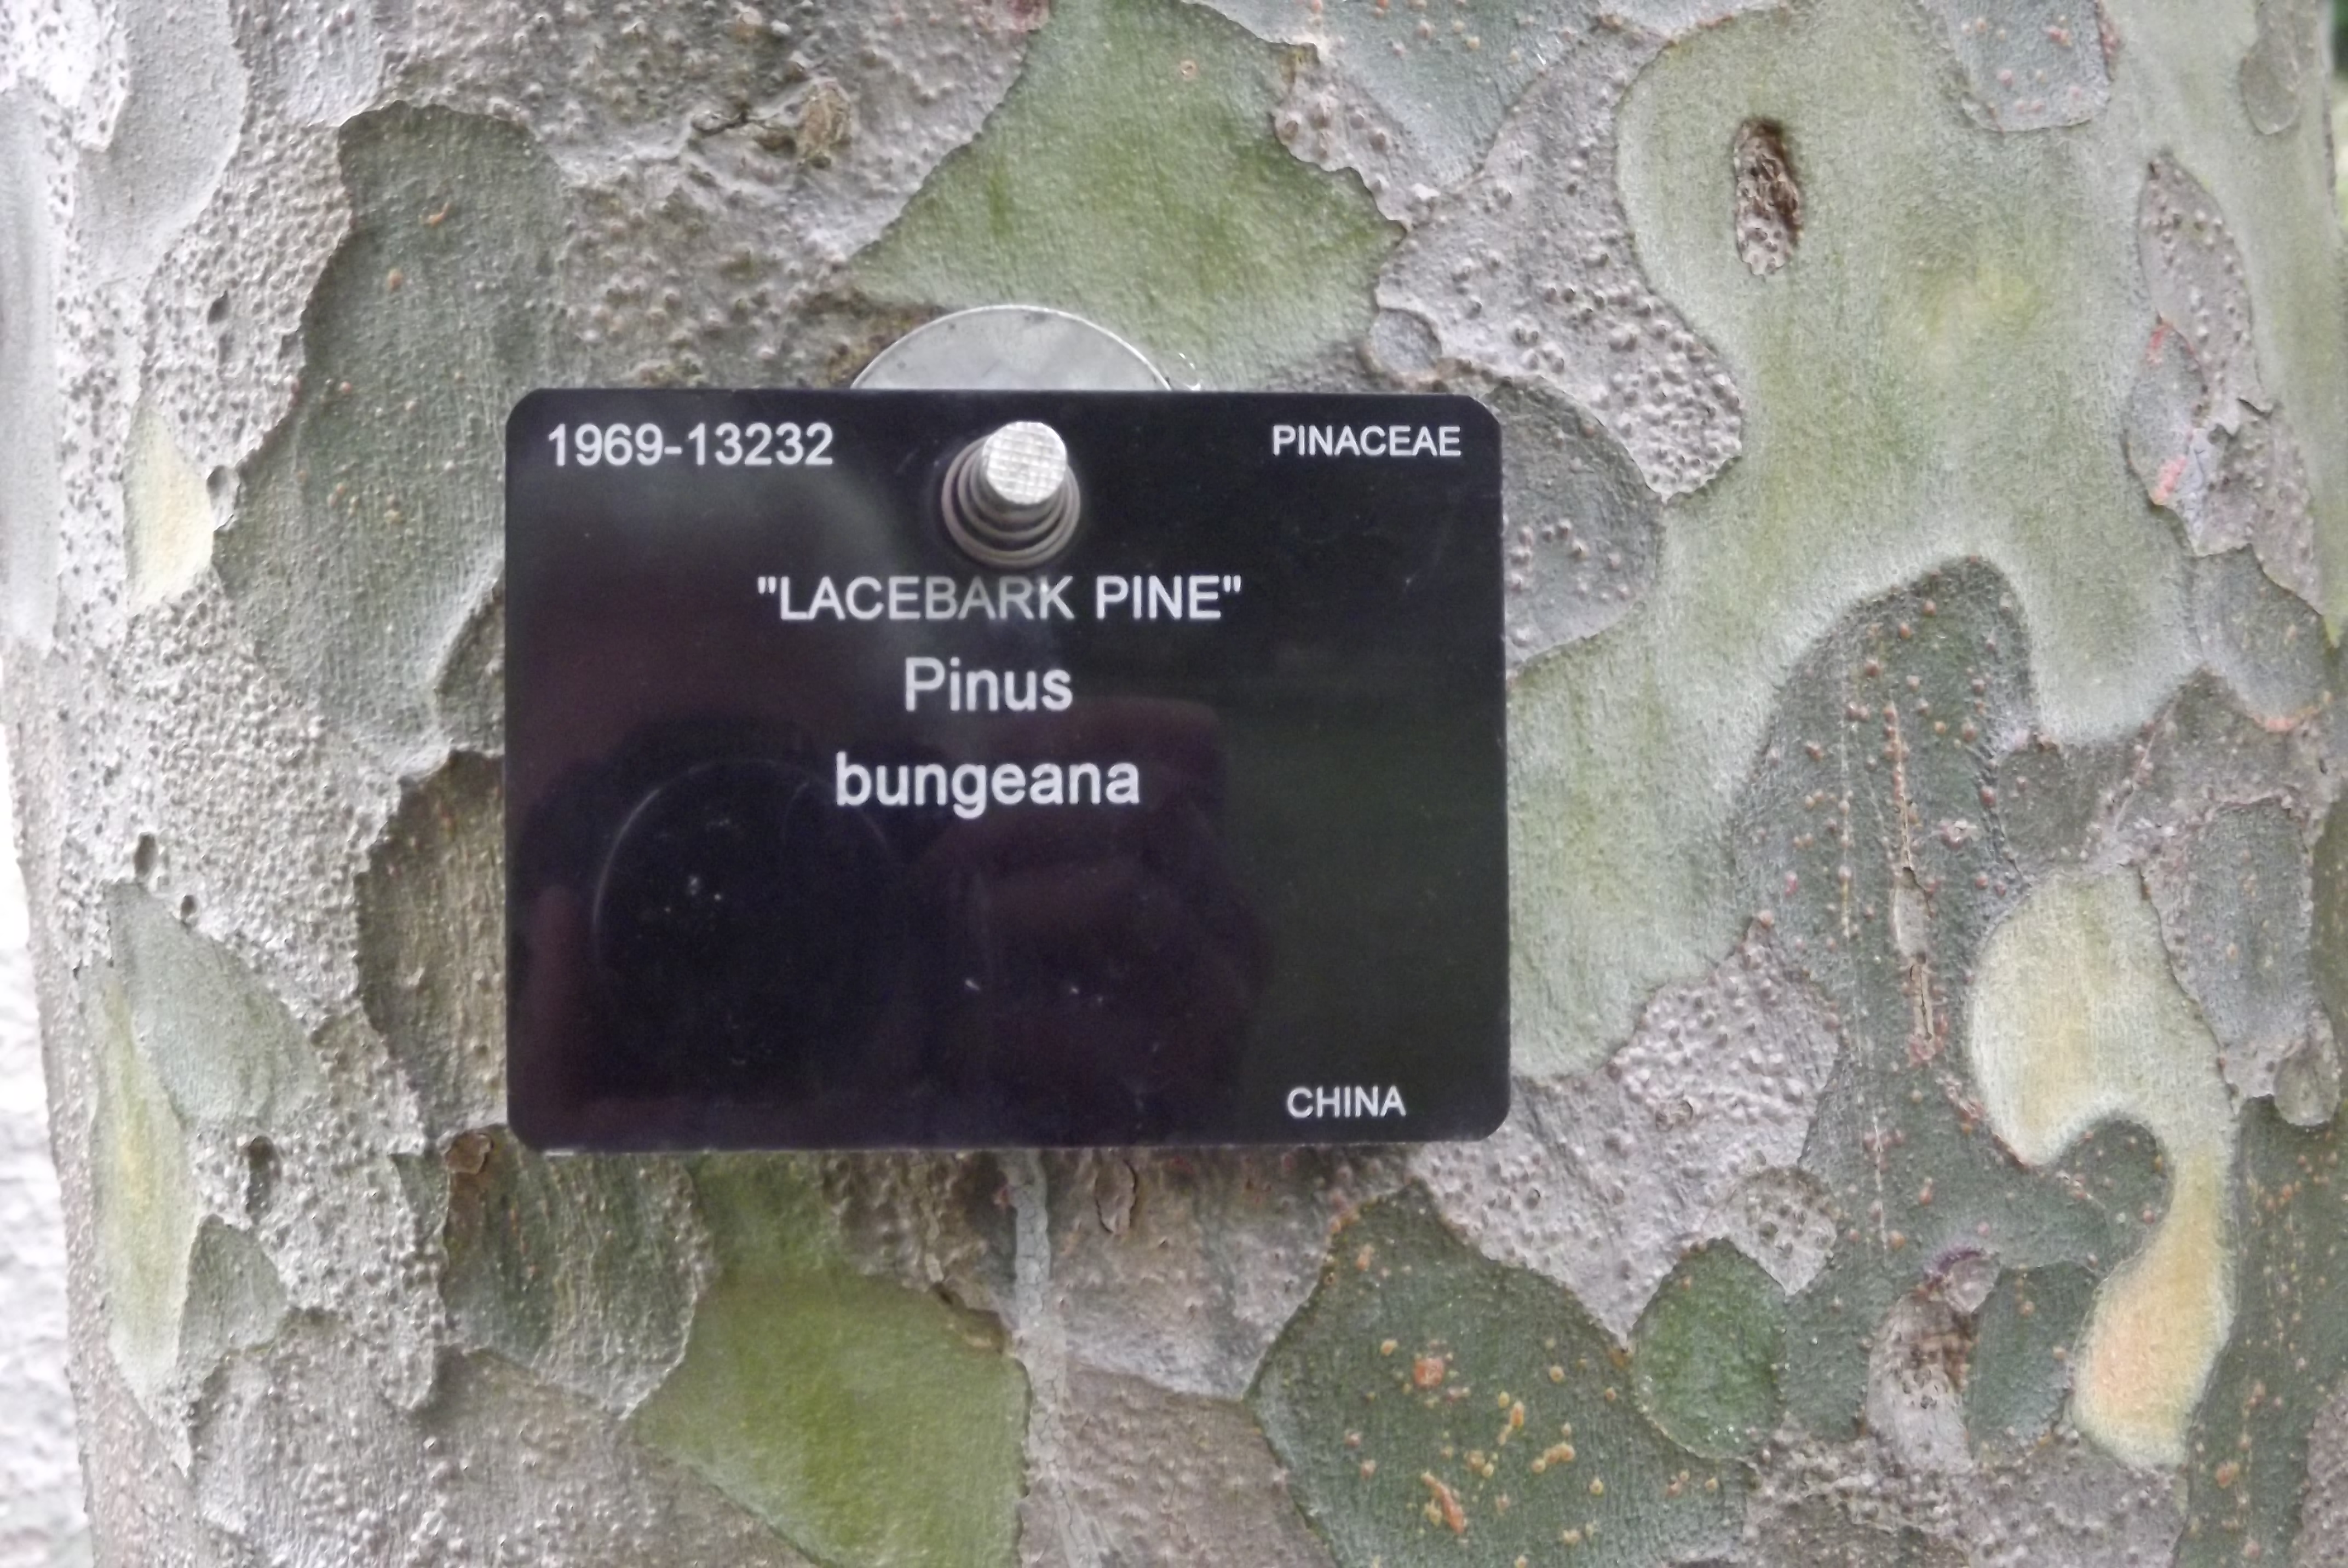 1969-13232
PINACEAE
"LACEBARK PINE"
Pinus
bungeana
CHINA